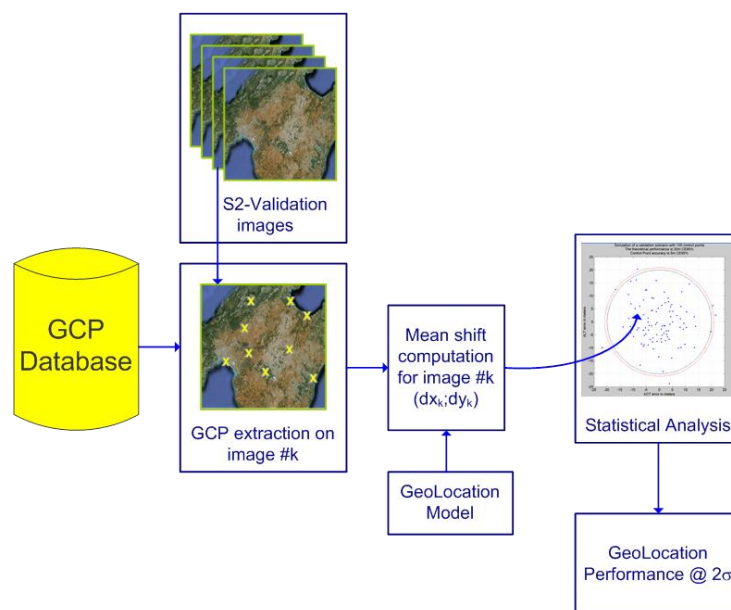 S2-Validation
images
GCP
Database
GCP extraction on
image #k
Mean shift
computation
for image #k
(dxₖ;dyₖ)
GeoLocation
Model
Statistical Analysis
GeoLocation
Performance @ 2σ